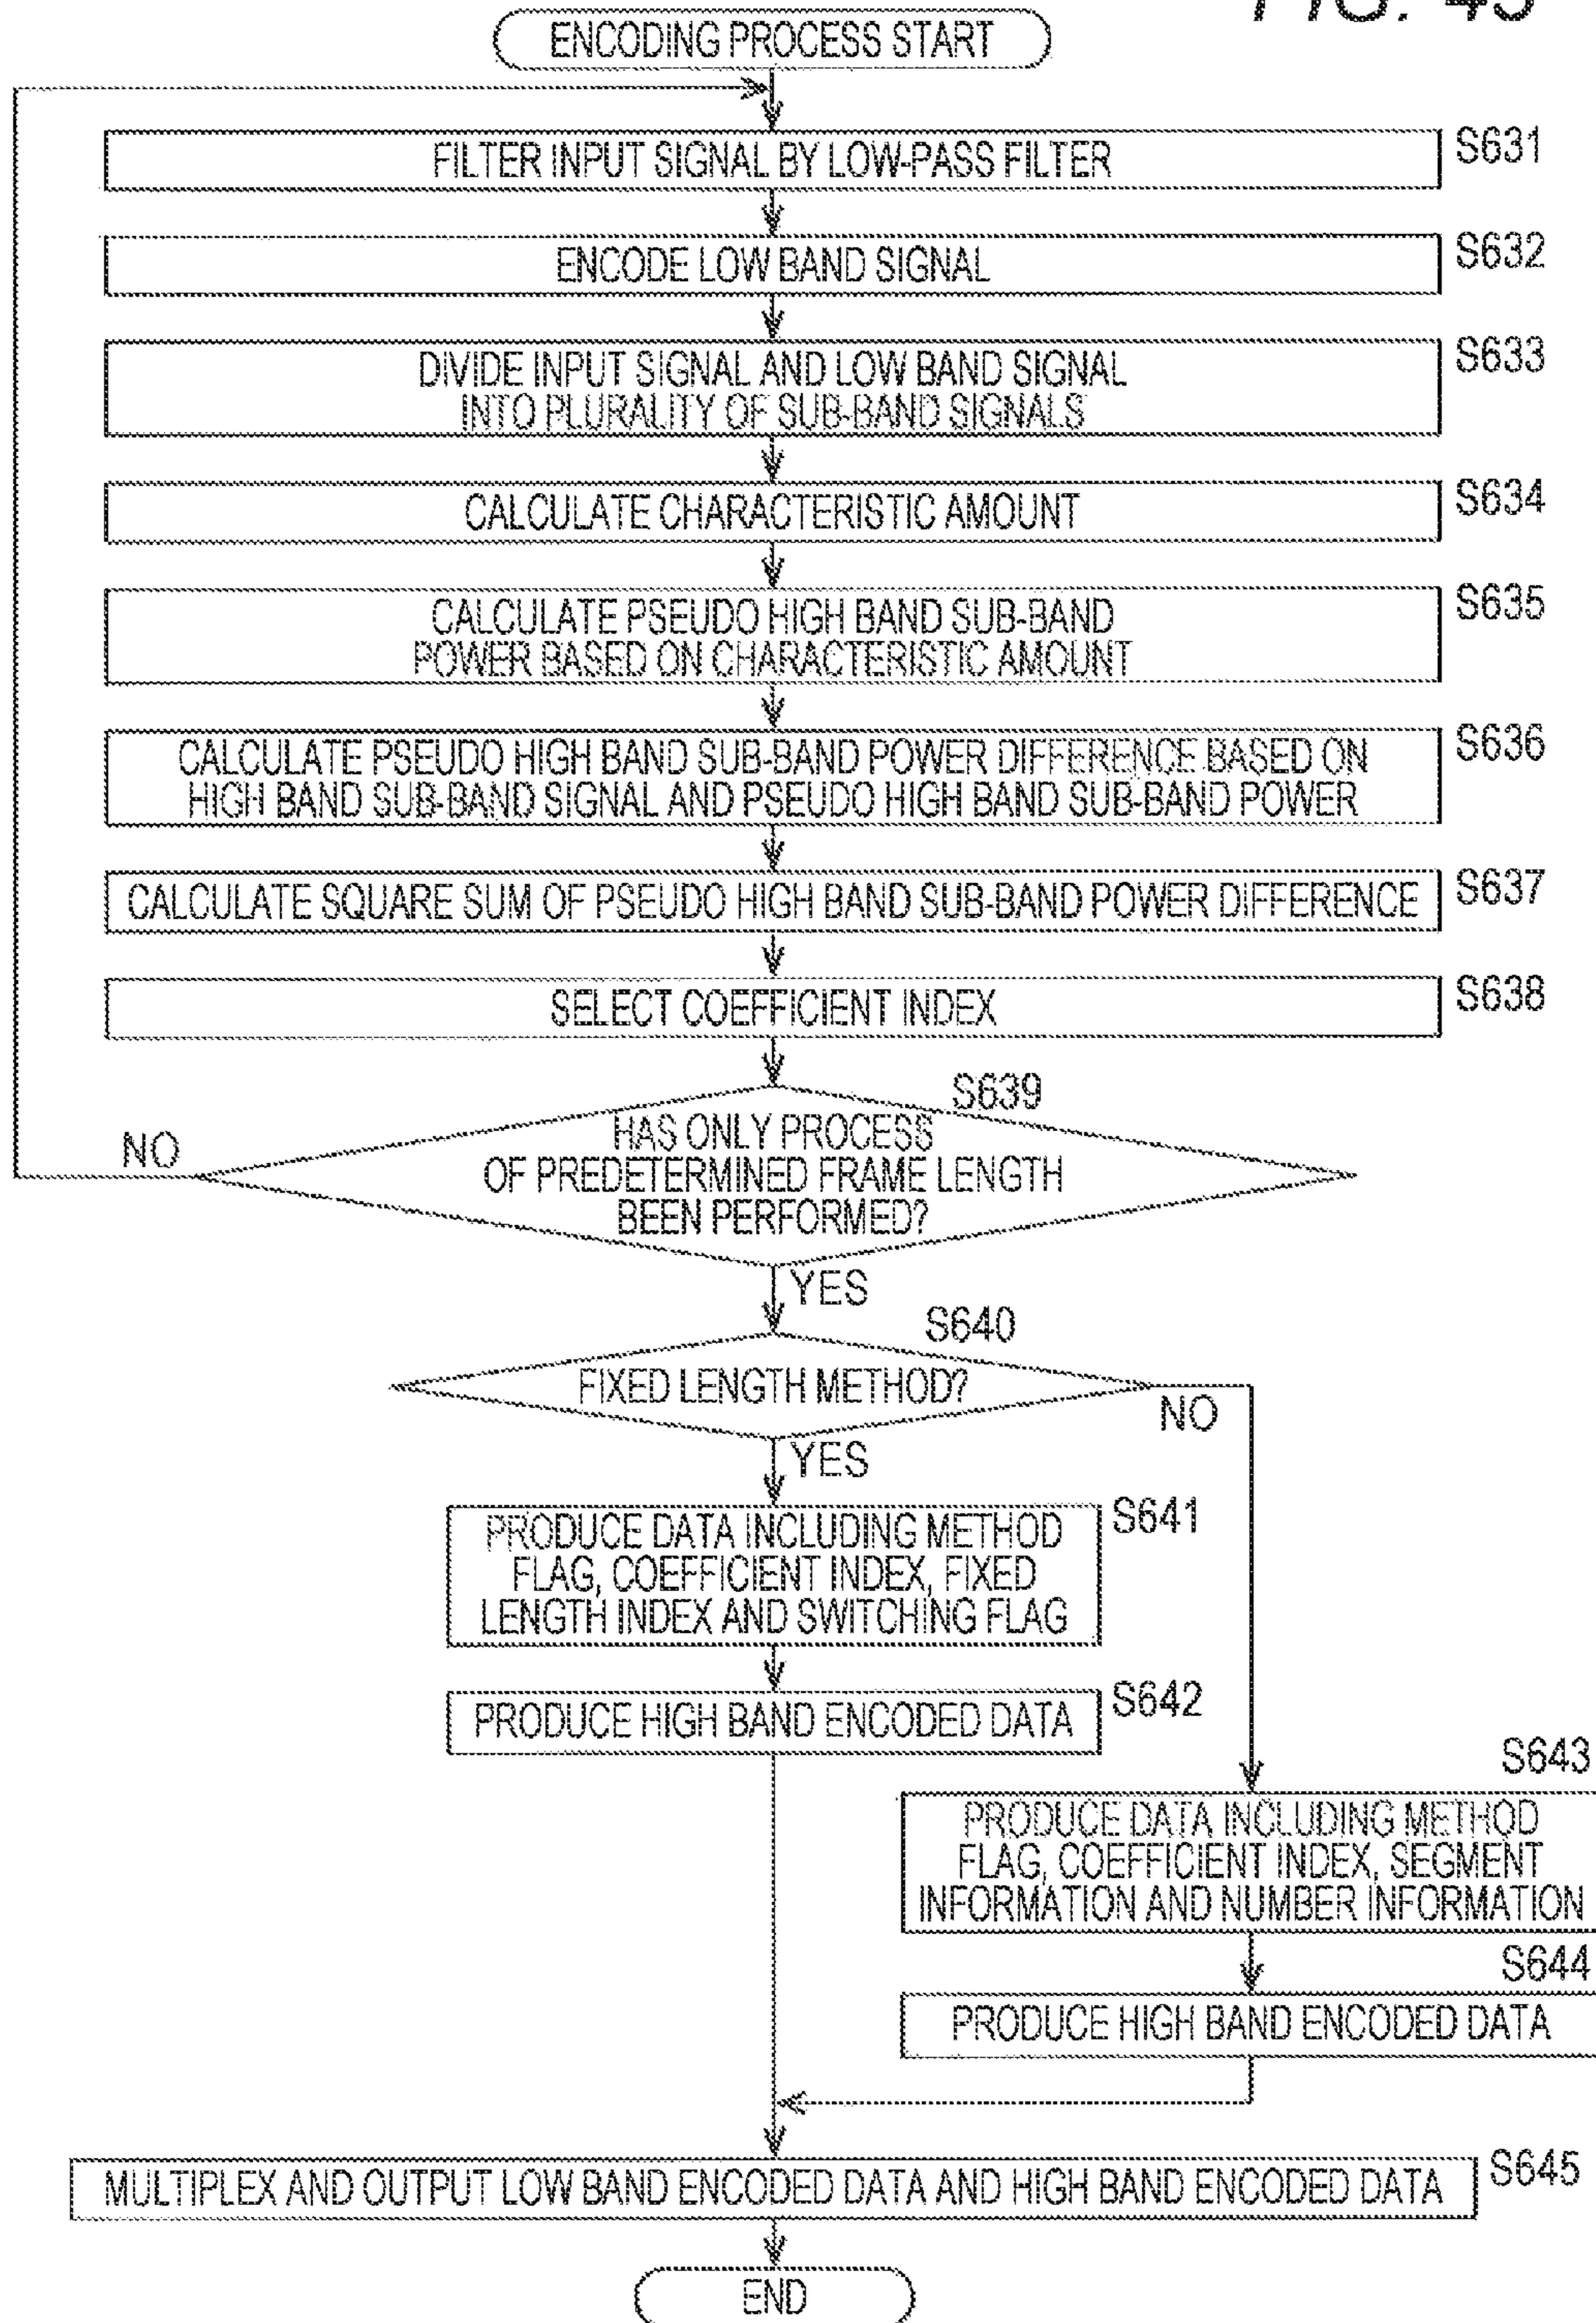 FIG. 45
ENCODING PROCESS START
FILTER INPUT SIGNAL BY LOW-PASS FILTER
S631
ENCODE LOW BAND SIGNAL
S632
DIVIDE INPUT SIGNAL AND LOW BAND SIGNAL
INTO PLURALITY OF SUB-BAND SIGNALS
S633
CALCULATE CHARACTERISTIC AMOUNT
S634
CALCULATE PSEUDO HIGH BAND SUB-BAND
POWER BASED ON CHARACTERISTIC AMOUNT
S635
CALCULATE PSEUDO HIGH BAND SUB-BAND POWER DIFFERENCE BASED ON
HIGH BAND SUB-BAND SIGNAL AND PSEUDO HIGH BAND SUB-BAND POWER
S636
CALCULATE SQUARE SUM OF PSEUDO HIGH BAND SUB-BAND POWER DIFFERENCE
S637
SELECT COEFFICIENT INDEX
S638
S639
HAS ONLY PROCESS
OF PREDETERMINED FRAME LENGTH
BEEN PERFORMED?
NO
YES
S640
FIXED LENGTH METHOD?
NO
YES
S641
PRODUCE DATA INCLUDING METHOD
FLAG, COEFFICIENT INDEX, FIXED
LENGTH INDEX AND SWITCHING FLAG
S642
PRODUCE HIGH BAND ENCODED DATA
S643
PRODUCE DATA INCLUDING METHOD
FLAG, COEFFICIENT INDEX, SEGMENT
INFORMATION AND NUMBER INFORMATION
S644
PRODUCE HIGH BAND ENCODED DATA
MULTIPLEX AND OUTPUT LOW BAND ENCODED DATA AND HIGH BAND ENCODED DATA
S645
END